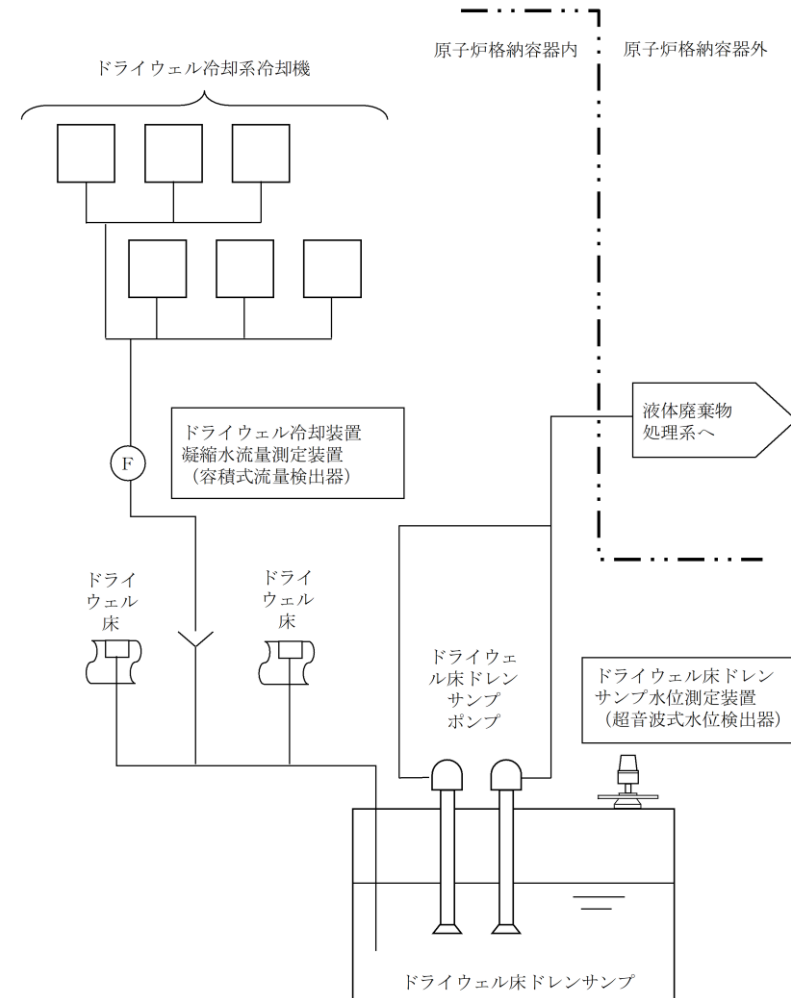 原子炉格納容器内
原子炉格納容器外
ドライウェル冷却系冷却機
液体廃棄物
処理系へ
ドライウェル冷却装置
凝縮水流量測定装置
（容積式流量検出器）
F
ドライ
ウェル
床
ドライ
ウェル
床
ドライウェ
ル床ドレン
サンプ
ポンプ
ドライウェル床ドレン
サンプ水位測定装置
（超音波式水位検出器）
ドライウェル床ドレンサンプ